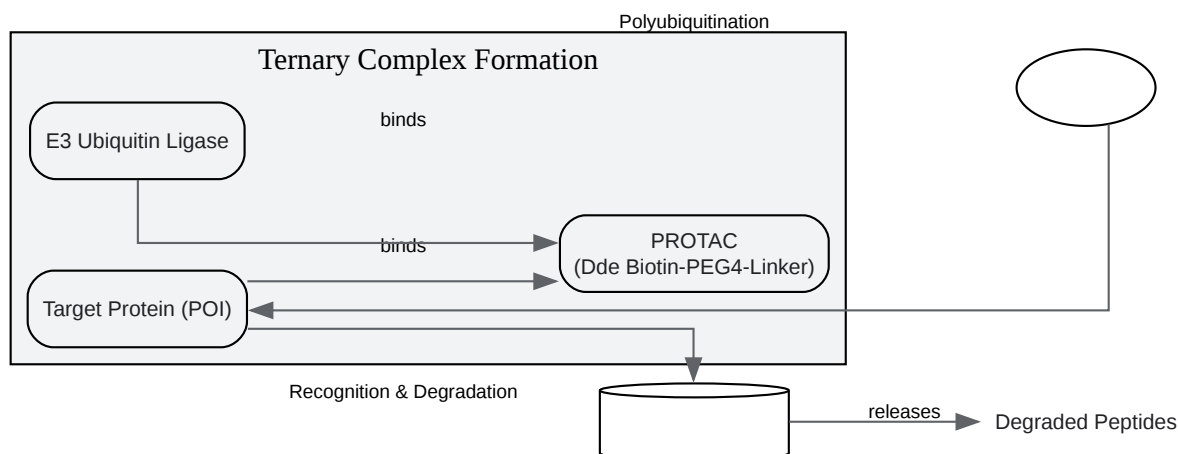 Polyubiquitination
Ternary Complex Formation
binds
E3 Ubiquitin Ligase
PROTAC
(Dde Biotin-PEG4-Linker)
binds
Target Protein (POI)
Recognition & Degradation
releases
Degraded Peptides